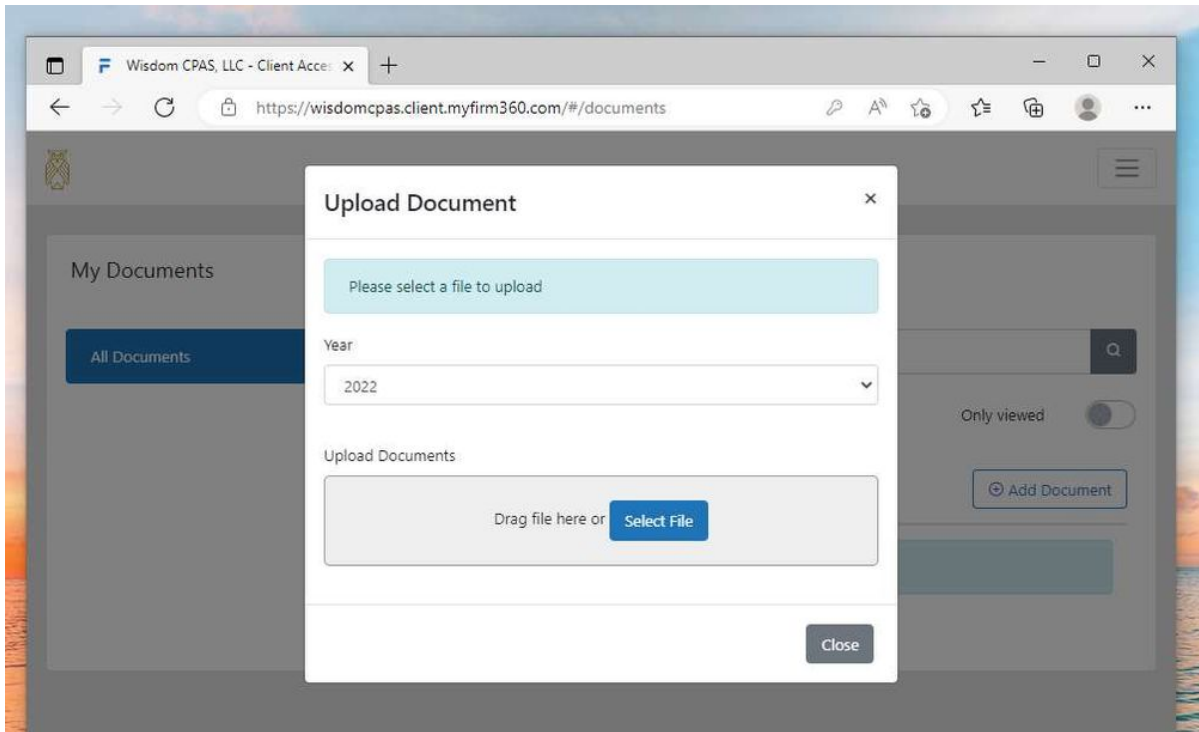 Wisdom CPAS, LLC - Client Acce
https://wisdomcpas.client.myfirm360.com/#/documents
Upload Document
My Documents
Please select a file to upload
Year
All Documents
2022
Only viewed
Upload Documents
Add Document
Drag file here or Select File
Close